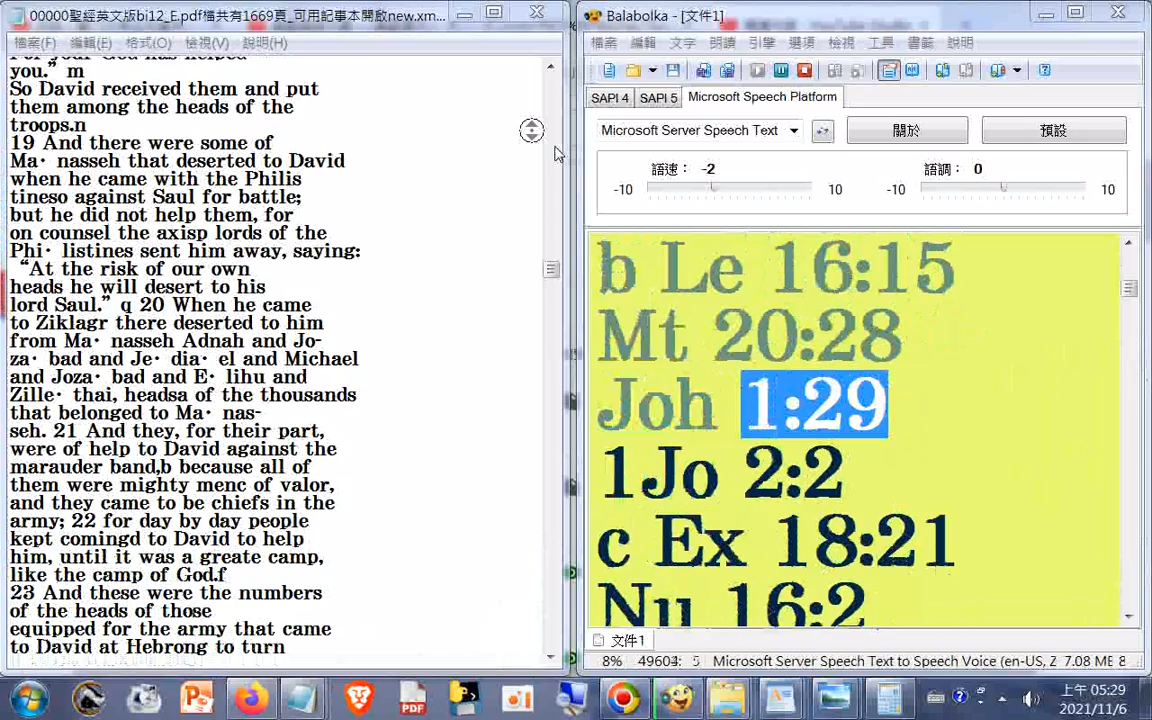 00000聖經英文版bi12_E.pdf檔共有1669頁_可用記事本開啟new.xm...
檔案(F) 編輯(E) 格式(O) 檢視(V) 說明(H)
For your God has helped
you.” m
So David received them and put
them among the heads of the
troops.n
19 And there were some of
Ma· nasseh that deserted to David
when he came with the Philis
tineso against Saul for battle;
but he did not help them, for
on counsel the axisp lords of the
Phi· listines sent him away, saying:
“At the risk of our own
heads he will desert to his
lord Saul.” q 20 When he came
to Ziklagr there deserted to him
from Ma· nasseh Adnah and Jo-
za· bad and Je· dia· el and Michael
and Joza· bad and E· lihu and
Zille· thai, headsa of the thousands
that belonged to Ma· nas-
seh. 21 And they, for their part,
were of help to David against the
marauder band,b because all of
them were mighty menc of valor,
and they came to be chiefs in the
army; 22 for day by day people
kept comingd to David to help
him, until it was a greate camp,
like the camp of God.f
23 And these were the numbers
of the heads of those
equipped for the army that came
to David at Hebrong to turn
Balabolka - [文件1]
檔案 編輯 文字 朗讀 引擎 選項 檢視 工具 書籤 說明
SAPI 4 SAPI 5 Microsoft Speech Platform
Microsoft Server Speech Text 關於 預設
語速： -2 語調： 0
-10 10 -10 10
b Le 16:15
Mt 20:28
Joh 1:29
1Jo 2:2
c Ex 18:21
Nu 16:2
文件1
8% 49604: 5 Microsoft Server Speech Text to Speech Voice (en-US, Z 7.08 MB 8
PDF
上午 05:29
2021/11/6